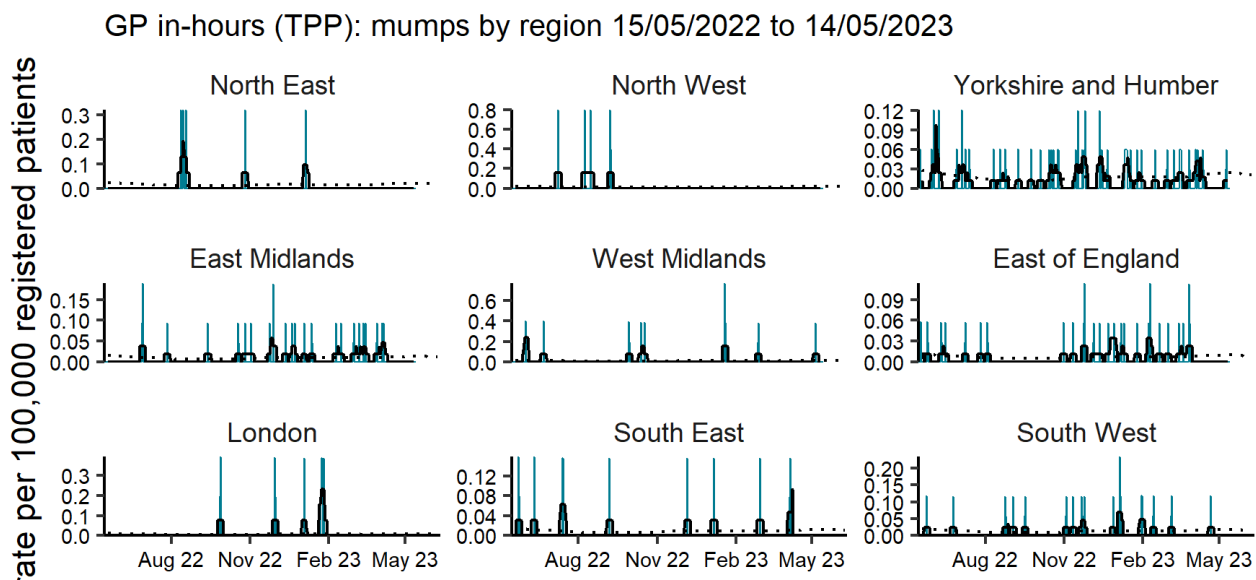 GP in-hours (TPP): mumps by region 15/05/2022 to 14/05/2023
rate per 100,000 registered patients
North East
North West
Yorkshire and Humber
0.3
0.2
0.1
0.0
0.8
0.6
0.4
0.2
0.0
0.12
0.09
0.06
0.03
0.00
East Midlands
West Midlands
East of England
0.15
0.10
0.05
0.00
0.6
0.4
0.2
0.0
0.09
0.06
0.03
0.00
London
South East
South West
0.3
0.2
0.1
0.0
0.12
0.08
0.04
0.00
0.20
0.15
0.10
0.05
0.00
Aug 22 Nov 22 Feb 23 May 23
Aug 22 Nov 22 Feb 23 May 23
Aug 22 Nov 22 Feb 23 May 23